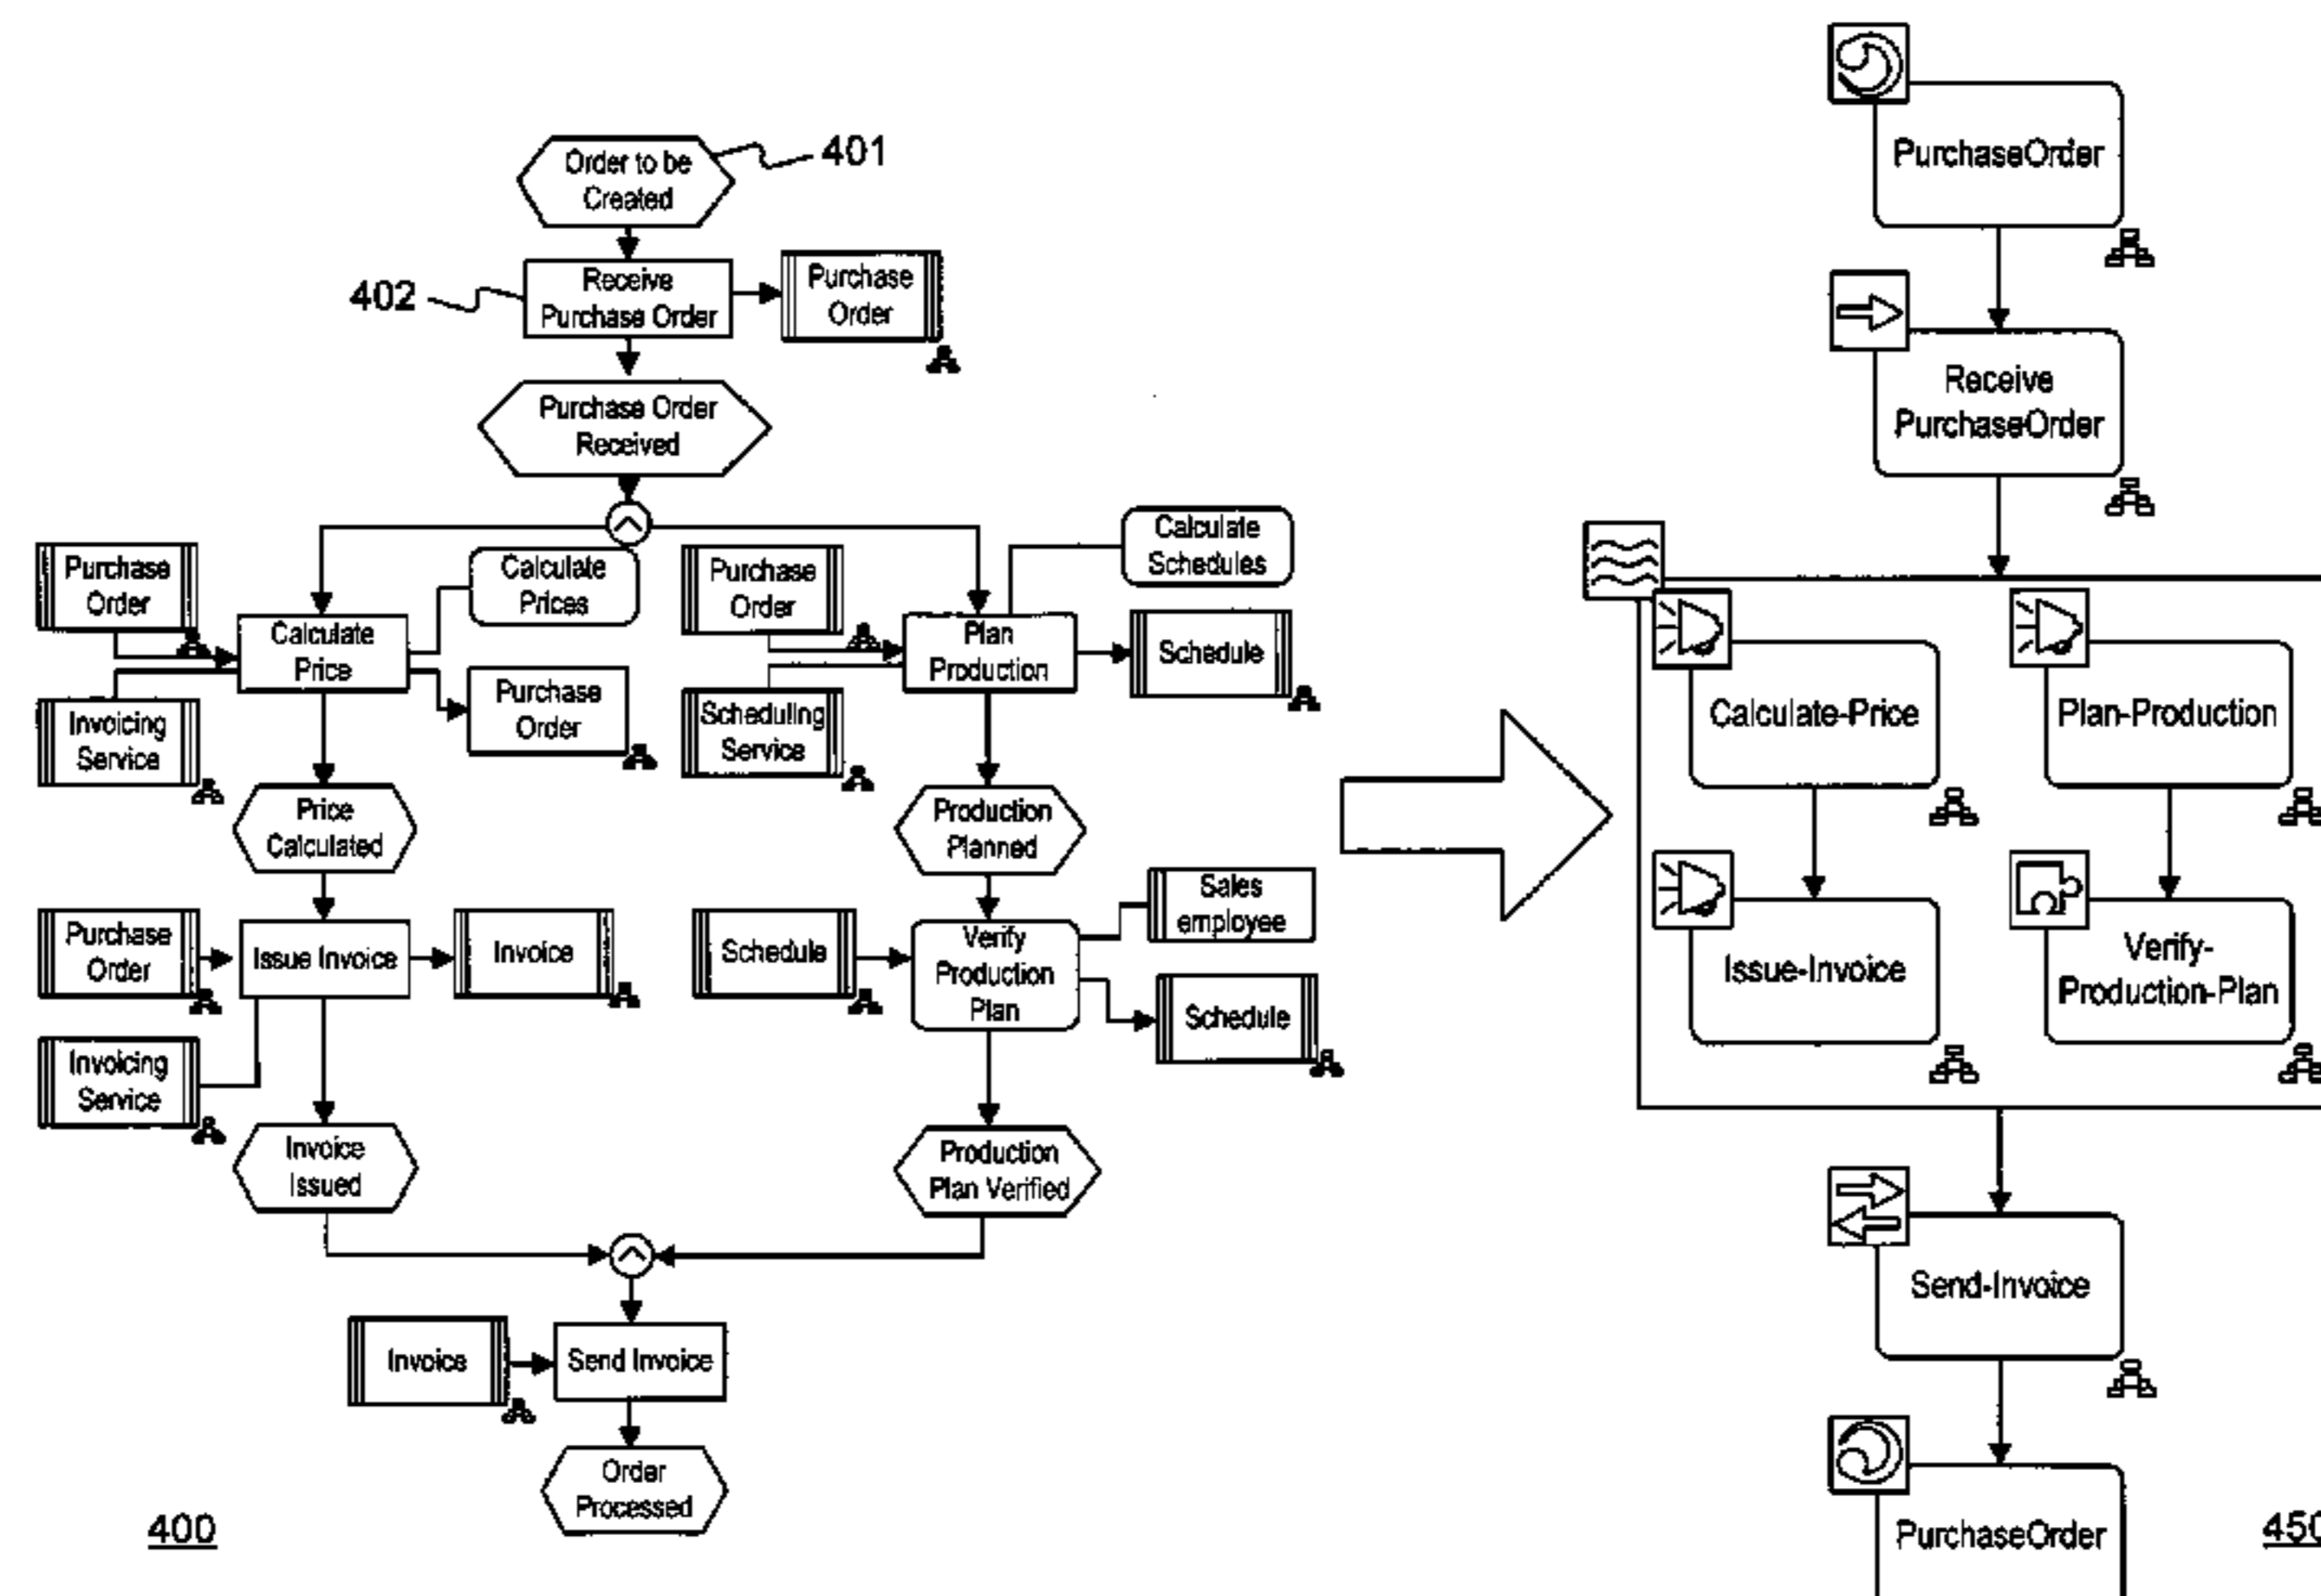 Order to be
Created
401
402
Receive
Purchase Order
Purchase
Order
Purchase Order
Received
Purchase
Order
Calculate
Prices
Purchase
Order
Calculate
Schedules
Calculate
Price
Plan
Production
Schedule
Invoicing
Service
Purchase
Order
Scheduling
Service
Price
Calculated
Production
Planned
Purchase
Order
Issue Invoice
Invoice
Schedule
Verify
Production
Plan
Sales
employee
Schedule
Invoicing
Service
Invoice
Issued
Production
Plan Verified
Invoice
Send Invoice
Order
Processed
400
PurchaseOrder
Receive
PurchaseOrder
Calculate-Price
Plan-Production
Issue-Invoice
Verify-
Production-Plan
Send-Invoice
PurchaseOrder
450